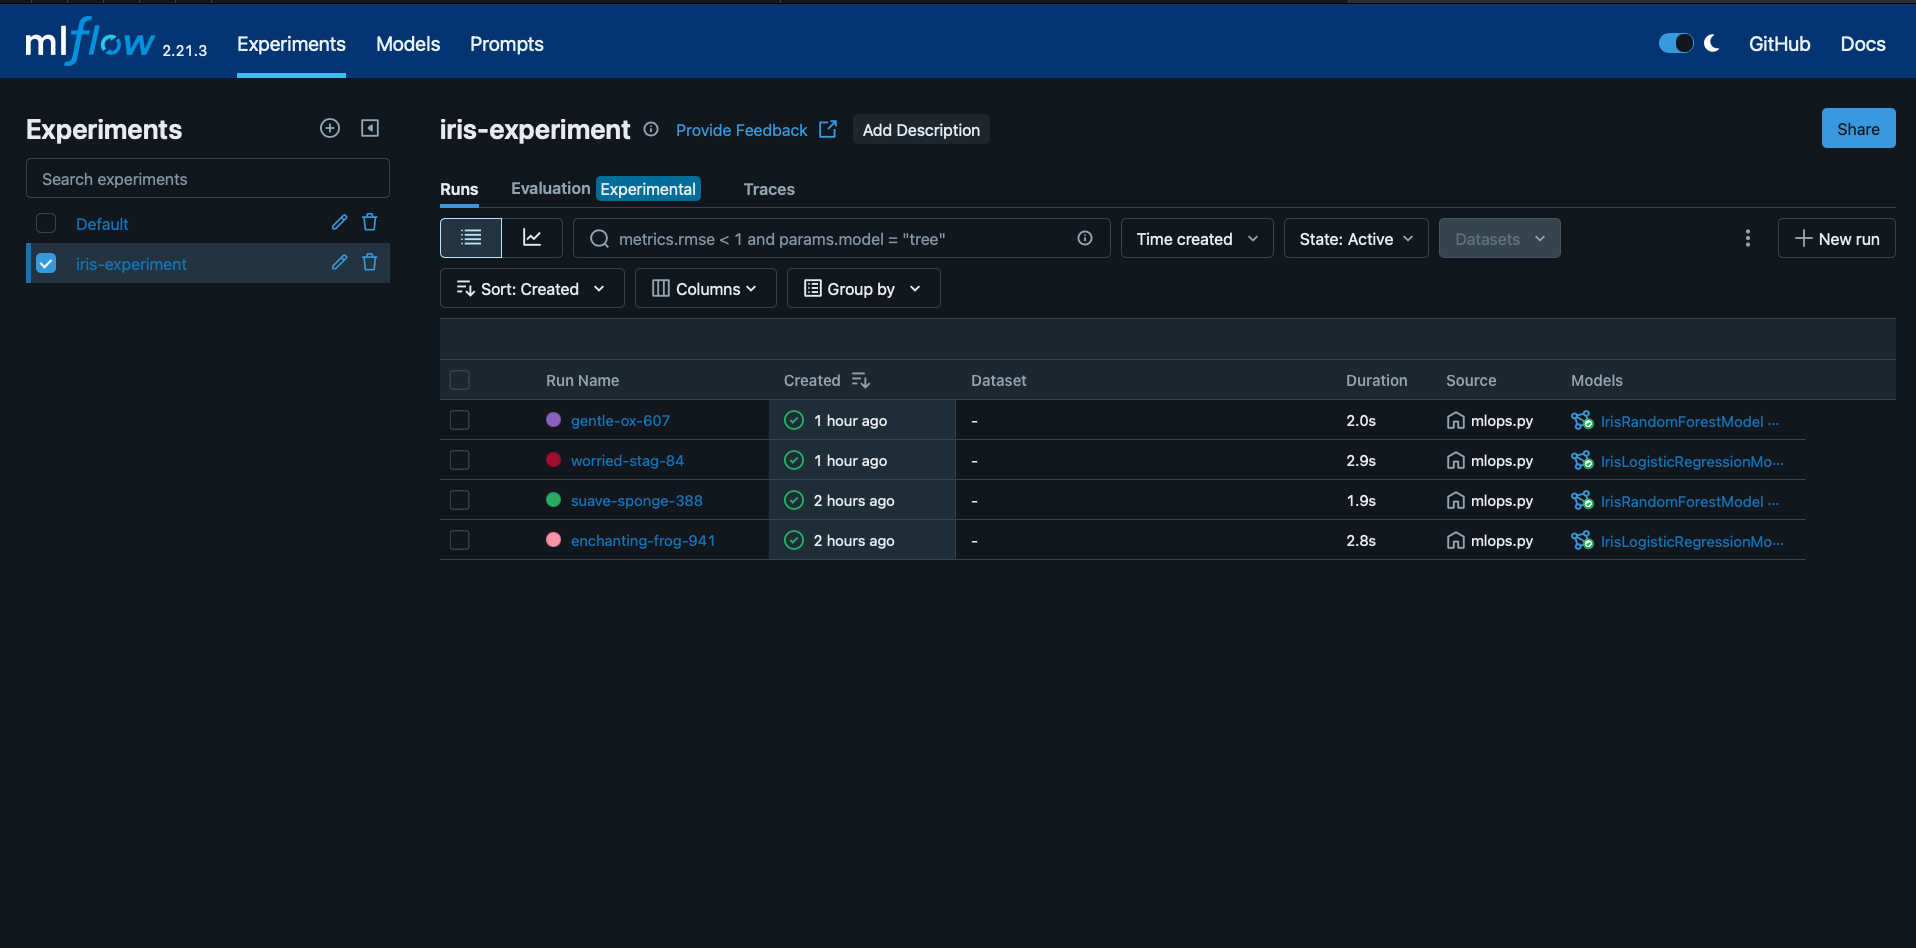 mlflow 2.21.3 Experiments Models Prompts GitHub Docs
Experiments
Search experiments
Default
iris-experiment
iris-experiment Provide Feedback Add Description Share
Runs Evaluation Experimental Traces
metrics.rmse < 1 and params.model = "tree" Time created State: Active Datasets New run
Sort: Created Columns Group by
Run Name Created Dataset Duration Source Models
gentle-ox-607 1 hour ago - 2.0s mlops.py IrisRandomForestModel ...
worried-stag-84 1 hour ago - 2.9s mlops.py IrisLogisticRegressionMo...
suave-sponge-388 2 hours ago - 1.9s mlops.py IrisRandomForestModel ...
enchanting-frog-941 2 hours ago - 2.8s mlops.py IrisLogisticRegressionMo...